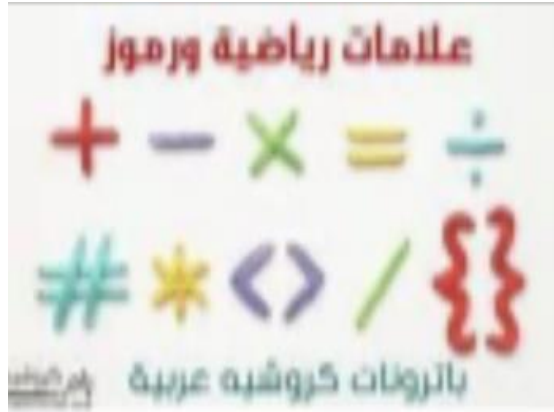 علامات رياضية ورموز
+ − × = ÷
# * < > / { }
باترونات كروشيه عربية